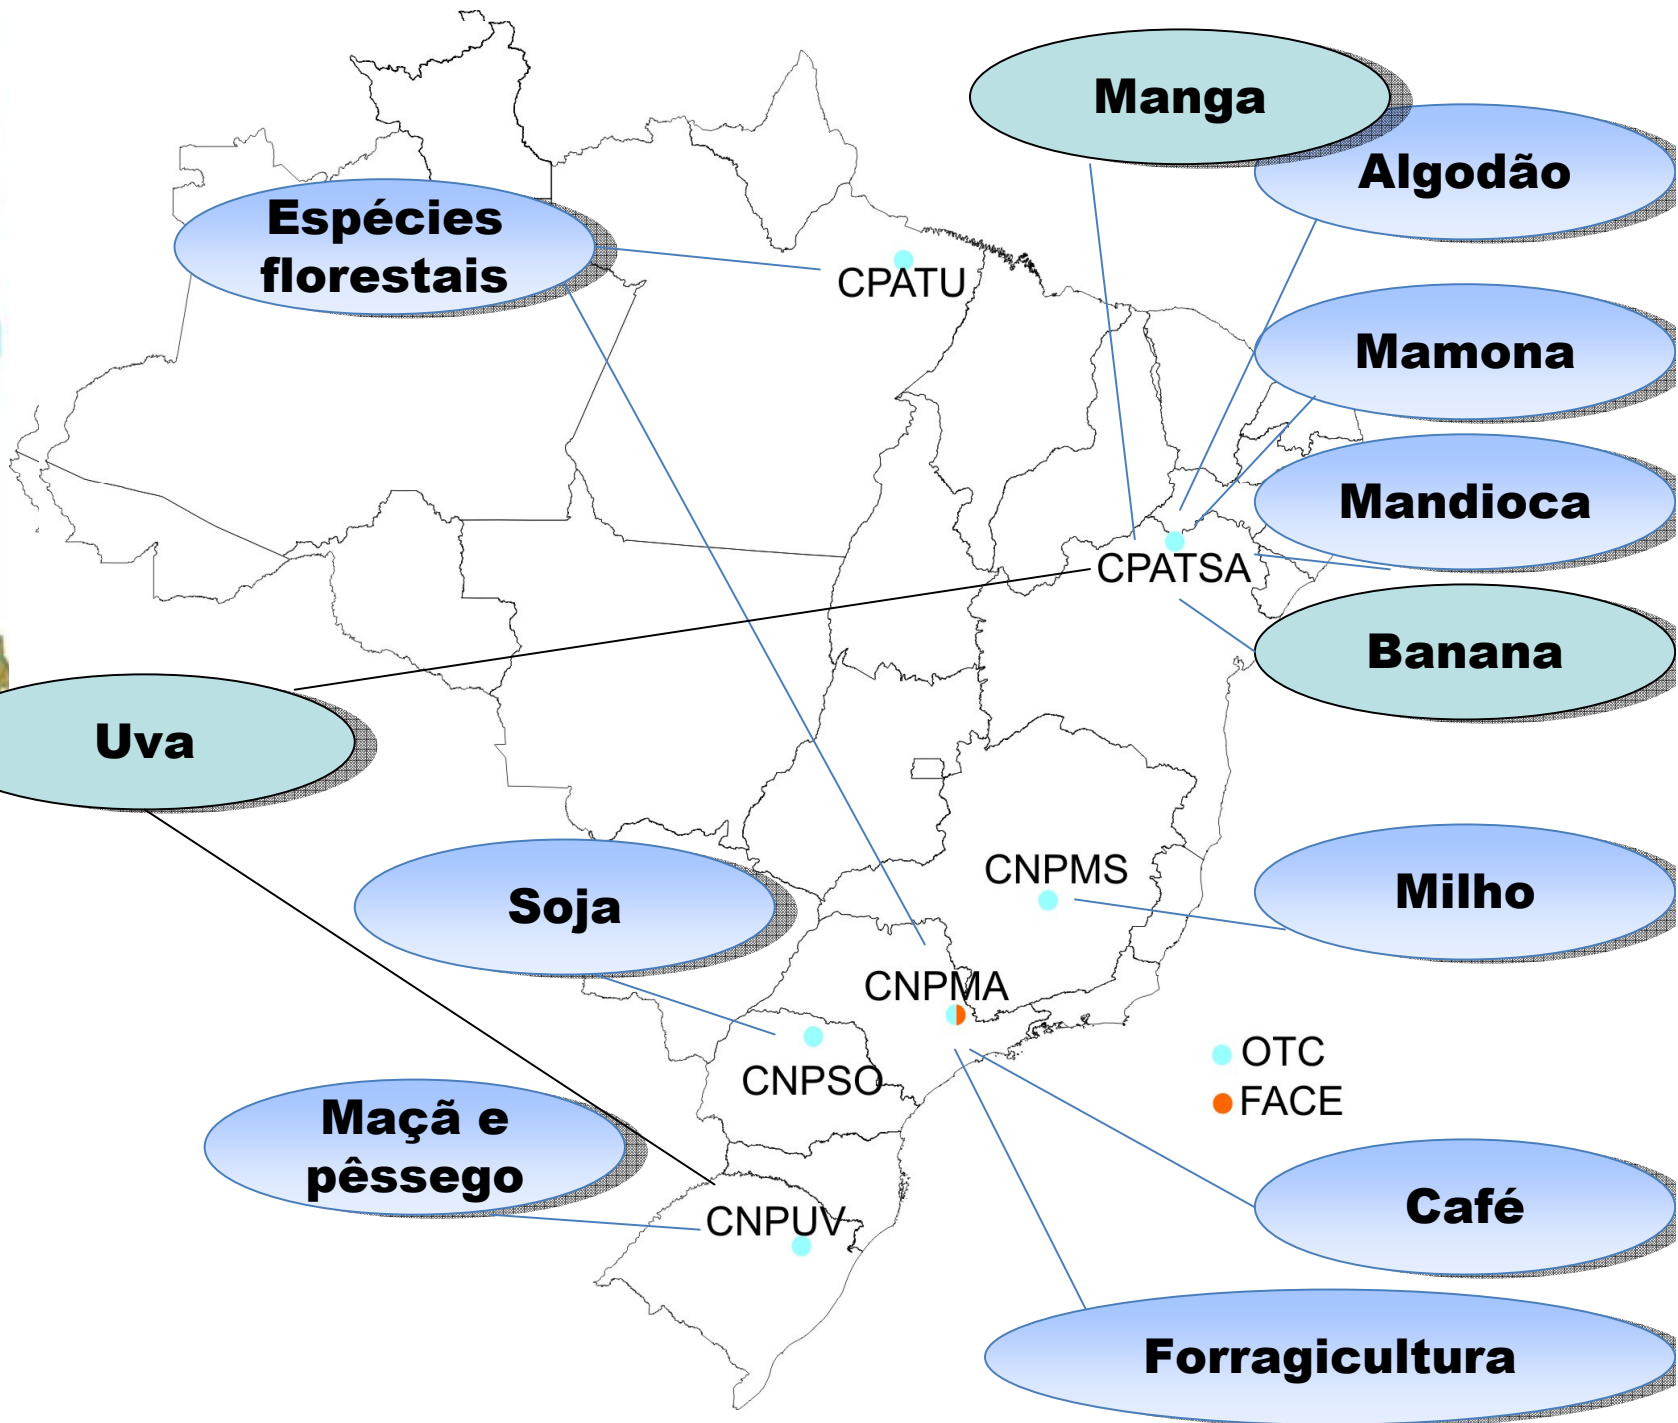 Manga
Algodão
Espécies
florestais
CPATU
Mamona
Mandioca
CPATSA
Banana
Uva
CNPMS
Milho
Soja
CNPMA
OTC
CNPSO
FACE
Maçã e
pêssego
Café
CNPUV
Forragicultura